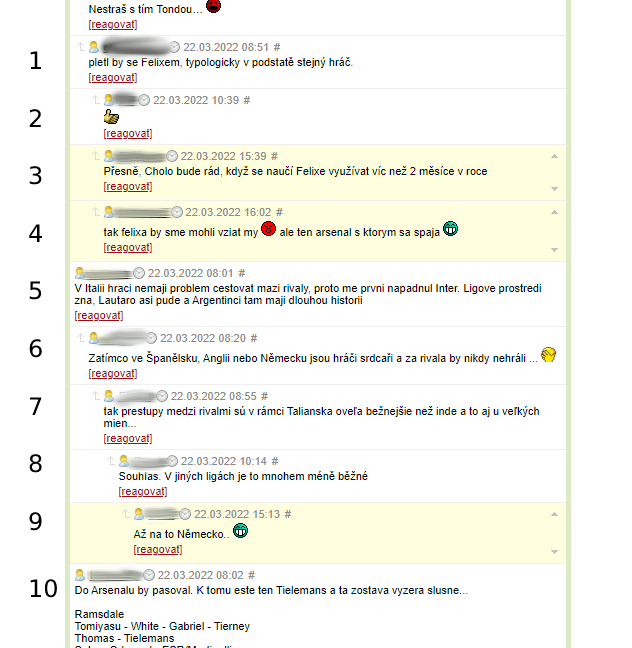 Nestraš s tím Tondou...
[reagovat]
1
22.03.2022 08:51 #
pletl by se Felixem, typologicky v podstatě stejný hráč.
[reagovat]
2
22.03.2022 10:39 #
[reagovat]
3
22.03.2022 15:39 #
Přesně, Cholo bude rád, když se naučí Felixe využívat víc než 2 měsíce v roce
[reagovat]
4
22.03.2022 16:02 #
tak felixa by sme mohli vziat my ale ten arsenal s ktorym sa spaja
[reagovat]
5
22.03.2022 08:01 #
V Itálii hraci nemaji problem cestovat mazi rivaly, proto me prvni napadnul Inter. Ligove prostredi
zna, Lautaro asi pude a Argentinci tam maji dlouhou historii
[reagovat]
6
22.03.2022 08:20 #
Zatímco ve Španělsku, Anglii nebo Německu jsou hráči srdcaři a za rivala by nikdy nehráli ...
[reagovat]
7
22.03.2022 08:55 #
tak prestupy medzi rivalmi sú v rámci Talianska oveľa bežnejšie než inde a to aj u veľkých
mien...
[reagovat]
8
22.03.2022 10:14 #
Souhlas. V jiných ligách je to mnohem méně běžné
[reagovat]
9
22.03.2022 15:13 #
Až na to Německo..
[reagovat]
10
22.03.2022 08:02 #
Do Arsenalu by pasoval. K tomu este ten Tielemans a ta zostava vyzera slusne...
Ramsdale
Tomiyasu - White - Gabriel - Tierney
Thomas - Tielemans